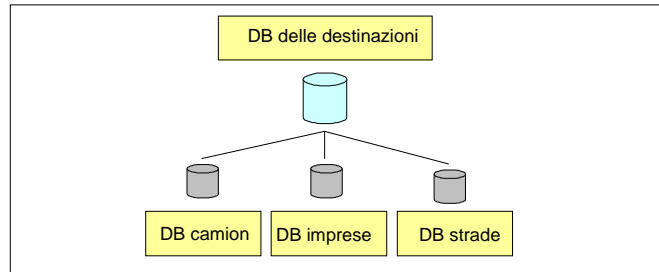 DB delle destinazioni
DB camion
DB imprese
DB strade